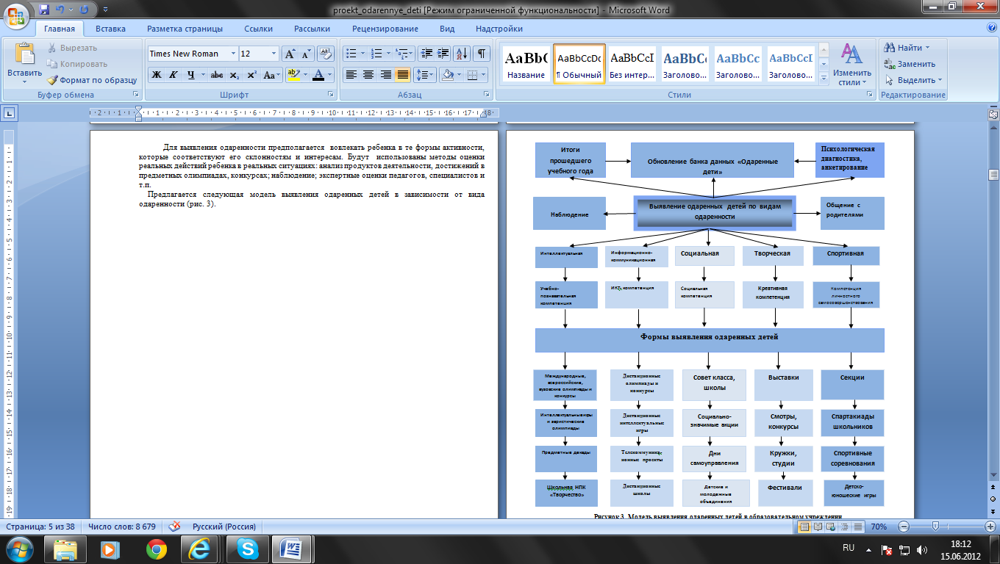 proekt_odarennye_deti [Режим ограниченной функциональности] - Microsoft Word
Главная Вставка Разметка страницы Ссылки Рассылки Рецензирование Вид Надстройки
Вставить
Вырезать
Копировать
Формат по образцу
Буфер обмена
Times New Roman 12
Ж К Ч abc x₂ x² Аа А
Шрифт
Абзац
АаВbС
Название
АаВbСсDс
¶ Обычный
АаВbСсI
Без интер...
АаВbСс
Заголово...
АаВbСс
Заголово...
АаВbСсI
Заголово...
Изменить
стили
Стили
Найти
Заменить
Выделить
Редактирование
Для выявления одаренности предполагается вовлекать ребенка в те формы активности,
которые соответствуют его склонностям и интересам. Будут использованы методы оценки
реальных действий ребенка в реальных ситуациях: анализ продуктов деятельности, достижений в
предметных олимпиадах, конкурсах; наблюдение; экспертные оценки педагогов, специалистов и
т.п.
Предлагается следующая модель выявления одаренных детей в зависимости от вида
одаренности (рис. 3).
Итоги
прошедшего
учебного года
Обновление банка данных «Одаренные
дети»
Психологическая
диагностика,
анкетирование
Наблюдение
Выявление одаренных детей по видам
одаренности
Общение с
родителями
Интеллектуальная
Информационно-
коммуникационная
Социальная
Творческая
Спортивная
Учебно-
познавательная
компетенция
ИКТ, компетенция
Социальная
компетенция
Креативная
компетенция
Компетенция
личностного
самосовершенствования
Формы выявления одаренных детей
Международные,
всероссийские,
вузовские олимпиады и
конкурсы
Дистанционные
олимпиады и
конкурсы
Совет класса,
школы
Выставки
Секции
Интеллектуальные игры
и эвристические
олимпиады
Дистанционные
интеллектуальные
игры
Социально-
значимые акции
Смотры,
конкурсы
Спартакиады
школьников
Предметные декады
Телекоммуника-
ионные проекты
Дни
самоуправления
Кружки,
студии
Спортивные
соревнования
Школьная НПК
«Творчество»
Дистанционные
школы
Детские и
молодежные
объединения
Фестивали
Детско-
юношеские игры
Рисунок 3. Модель выявления одаренных детей в образовательном учреждении
Страница: 5 из 38 Число слов: 8 679 Русский (Россия) 70%
RU
18:12
15.06.2012